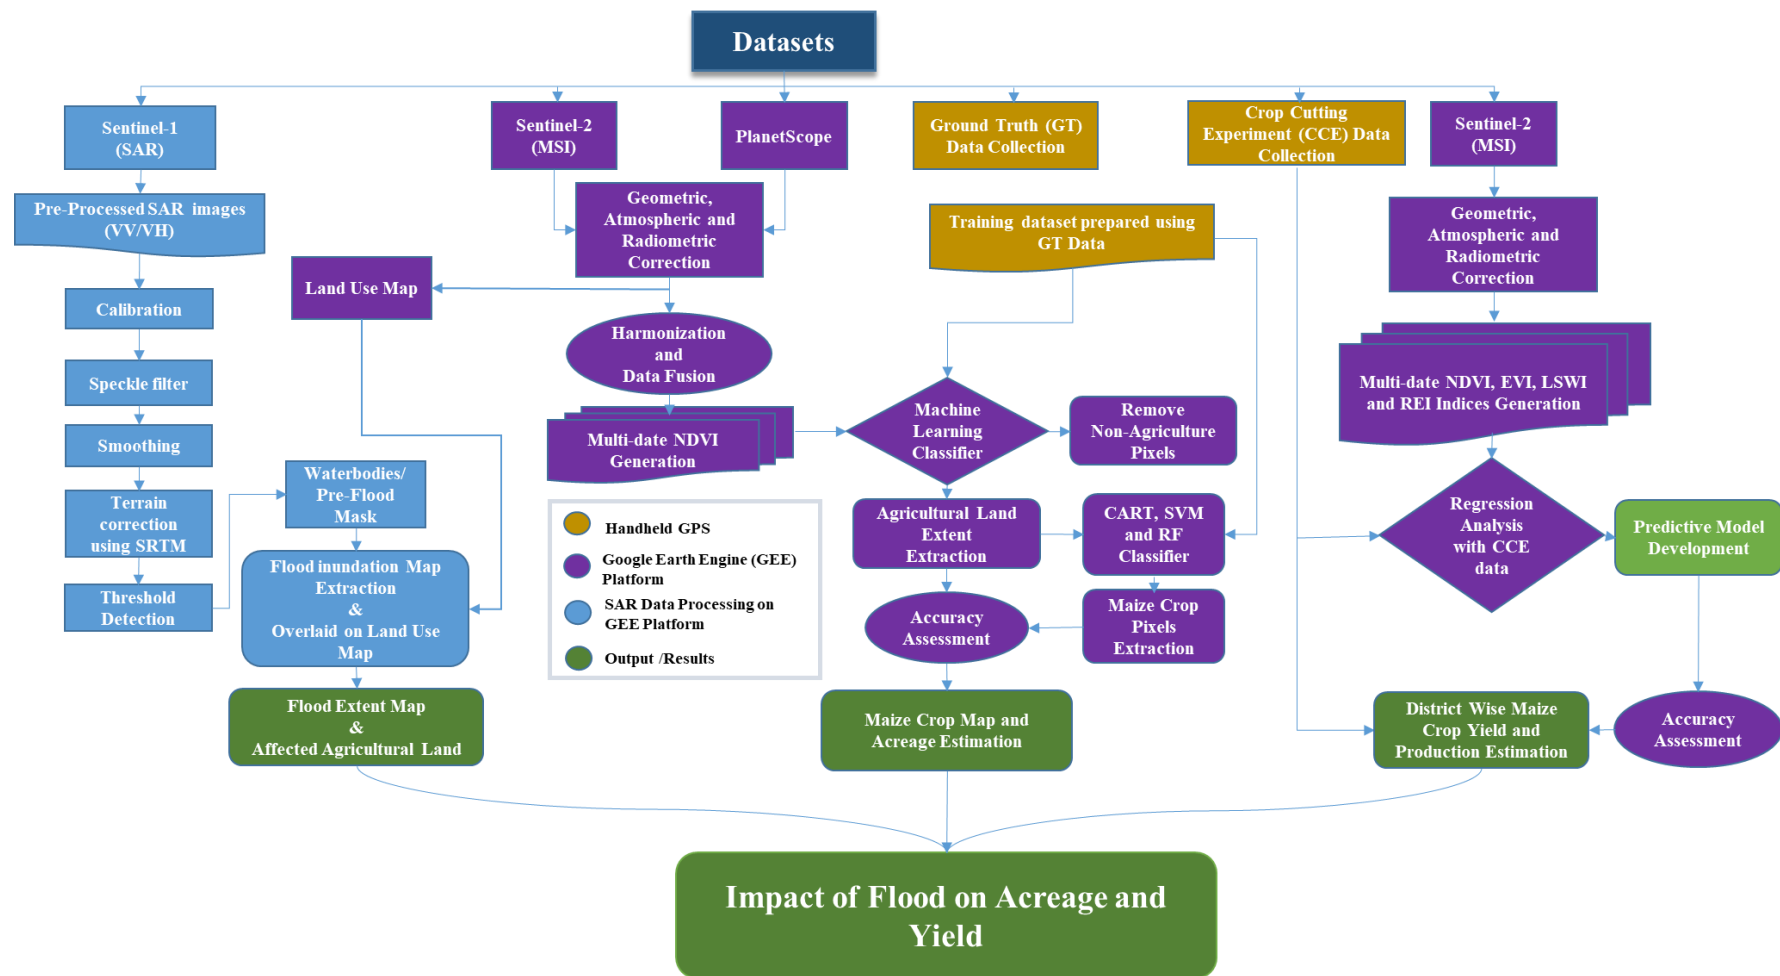 Datasets
Sentinel-1
(SAR)
Sentinel-2
(MSI)
PlanetScope
Ground Truth (GT)
Data Collection
Crop Cutting
Experiment (CCE) Data
Collection
Sentinel-2
(MSI)
Pre-Processed SAR images
(VV/VH)
Geometric,
Atmospheric and
Radiometric
Correction
Training dataset prepared using
GT Data
Geometric,
Atmospheric and
Radiometric
Correction
Land Use Map
Calibration
Harmonization
and
Data Fusion
Speckle filter
Multi-date NDVI, EVI, LSWI
and REI Indices Generation
Machine
Learning
Classifier
Remove
Non-Agriculture
Pixels
Smoothing
Multi-date NDVI
Generation
Waterbodies/
Pre-Flood
Mask
Terrain
correction
using SRTM
Handheld GPS
Google Earth Engine (GEE)
Platform
SAR Data Processing on
GEE Platform
Output /Results
Agricultural Land
Extent
Extraction
CART, SVM
and RF
Classifier
Regression
Analysis
with CCE
data
Predictive Model
Development
Flood inundation Map
Extraction
&
Overlaid on Land Use
Map
Threshold
Detection
Accuracy
Assessment
Maize Crop
Pixels
Extraction
Flood Extent Map
&
Affected Agricultural Land
Maize Crop Map and
Acreage Estimation
District Wise Maize
Crop Yield and
Production Estimation
Accuracy
Assessment
Impact of Flood on Acreage and
Yield